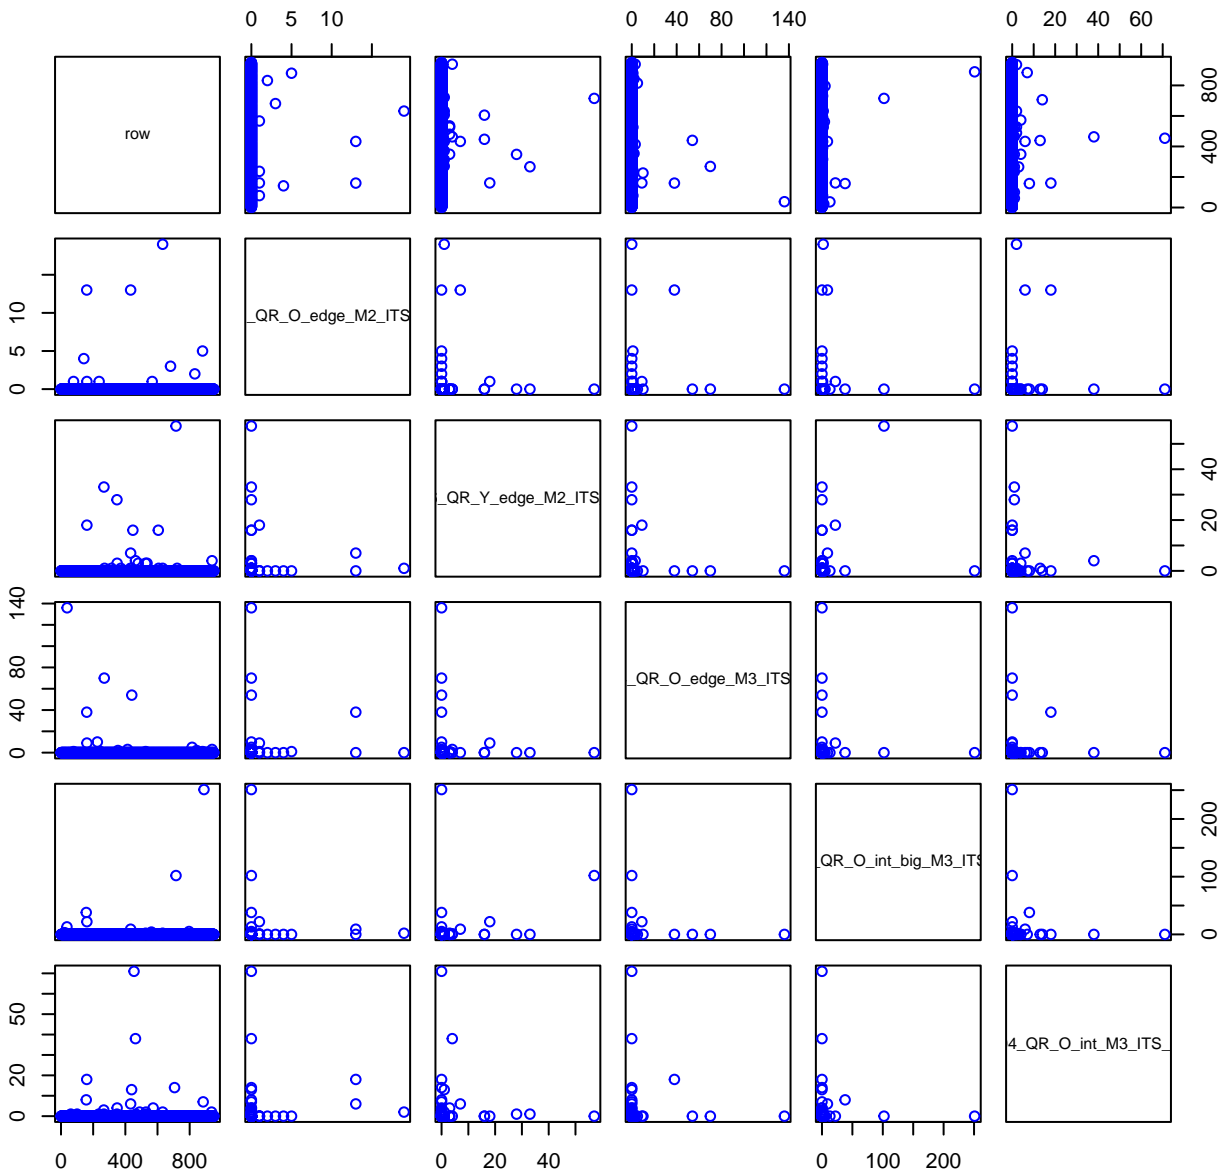 0 5 10 0 40 80 140 0 20 40 60
row
0 400 800
_QR_O_edge_M2_ITS
0 5 10
_QR_Y_edge_M2_ITS
0 20 40
_QR_O_edge_M3_ITS
0 40 80 140
_QR_O_int_big_M3_ITS
0 100 200
4_QR_O_int_M3_ITS_
0 20 50
0 400 800 0 20 40 0 100 200